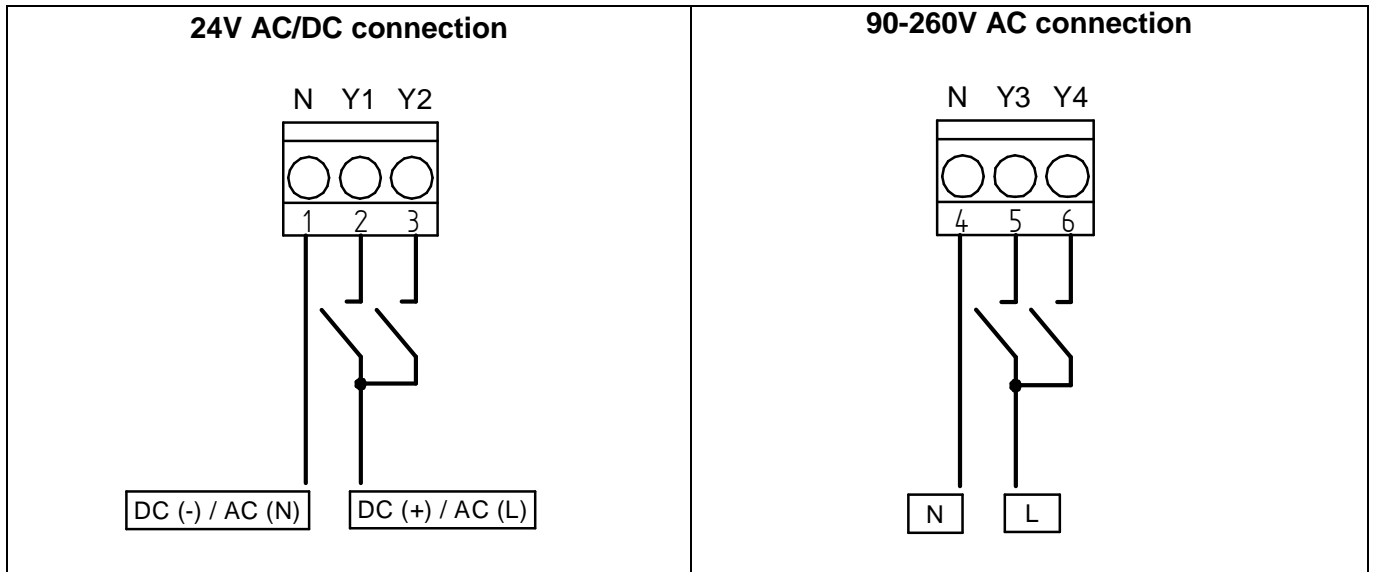 24V AC/DC connection
N Y1 Y2
1 2 3
DC (-) / AC (N)
DC (+) / AC (L)
90-260V AC connection
N Y3 Y4
4 5 6
N
L